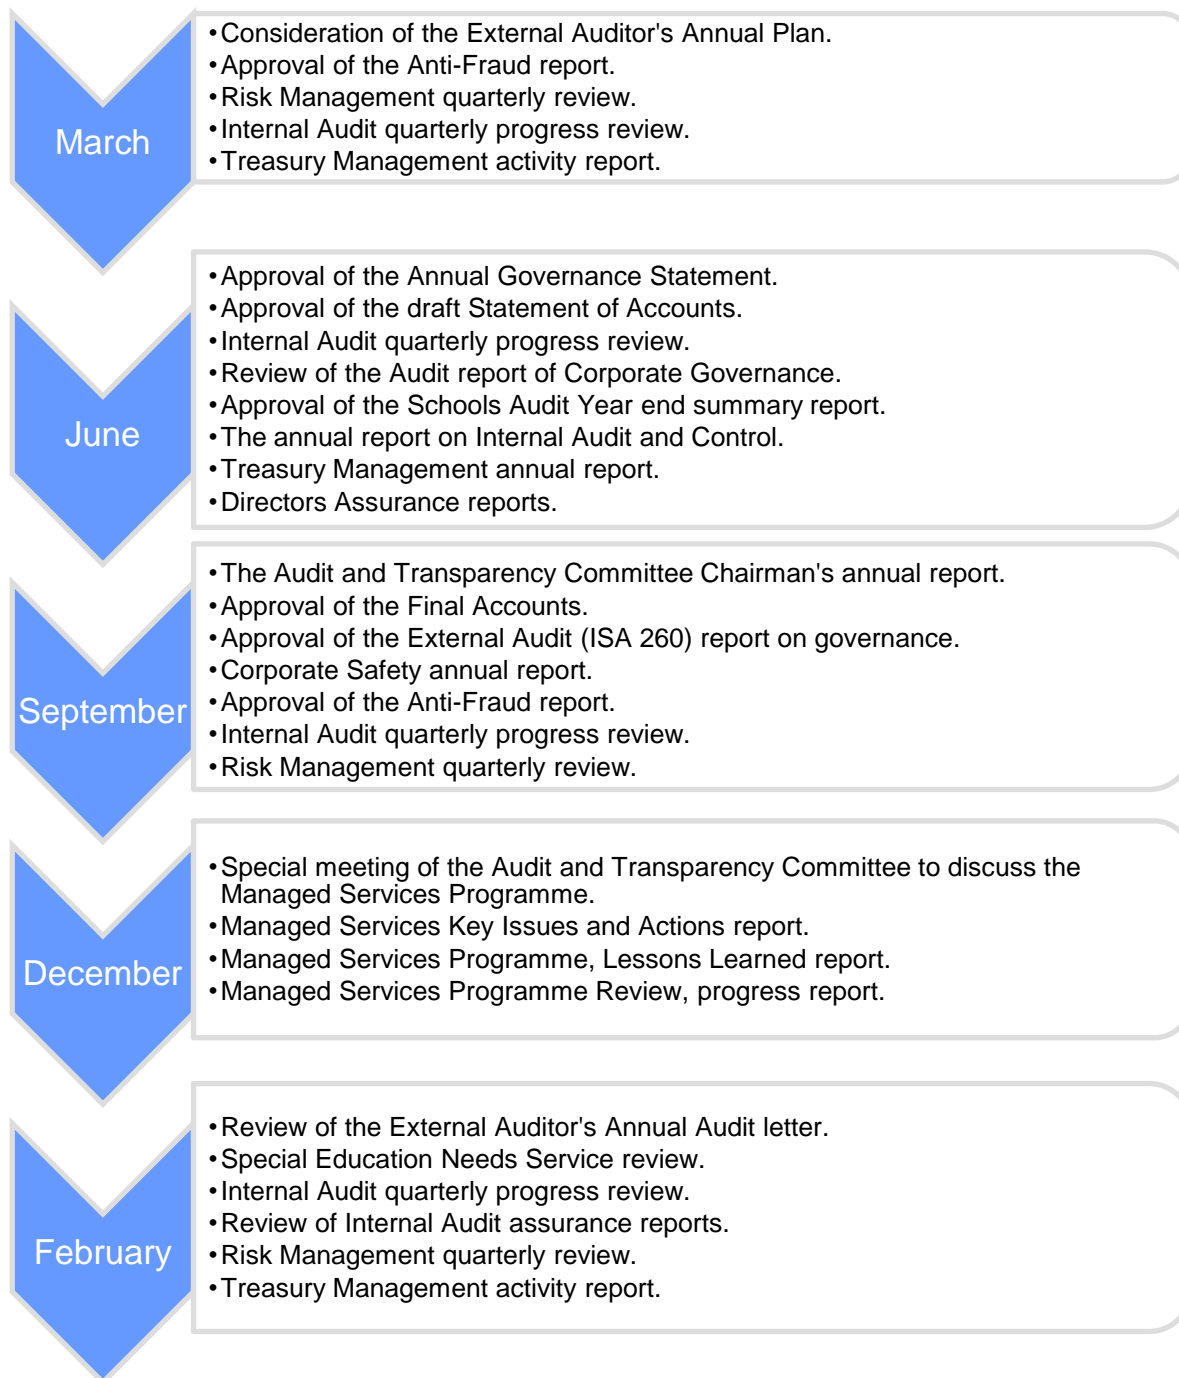 March
•Consideration of the External Auditor's Annual Plan.
•Approval of the Anti-Fraud report.
•Risk Management quarterly review.
•Internal Audit quarterly progress review.
•Treasury Management activity report.
June
•Approval of the Annual Governance Statement.
•Approval of the draft Statement of Accounts.
•Internal Audit quarterly progress review.
•Review of the Audit report of Corporate Governance.
•Approval of the Schools Audit Year end summary report.
•The annual report on Internal Audit and Control.
•Treasury Management annual report.
•Directors Assurance reports.
September
•The Audit and Transparency Committee Chairman's annual report.
•Approval of the Final Accounts.
•Approval of the External Audit (ISA 260) report on governance.
•Corporate Safety annual report.
•Approval of the Anti-Fraud report.
•Internal Audit quarterly progress review.
•Risk Management quarterly review.
December
•Special meeting of the Audit and Transparency Committee to discuss the
Managed Services Programme.
•Managed Services Key Issues and Actions report.
•Managed Services Programme, Lessons Learned report.
•Managed Services Programme Review, progress report.
February
•Review of the External Auditor's Annual Audit letter.
•Special Education Needs Service review.
•Internal Audit quarterly progress review.
•Review of Internal Audit assurance reports.
•Risk Management quarterly review.
•Treasury Management activity report.